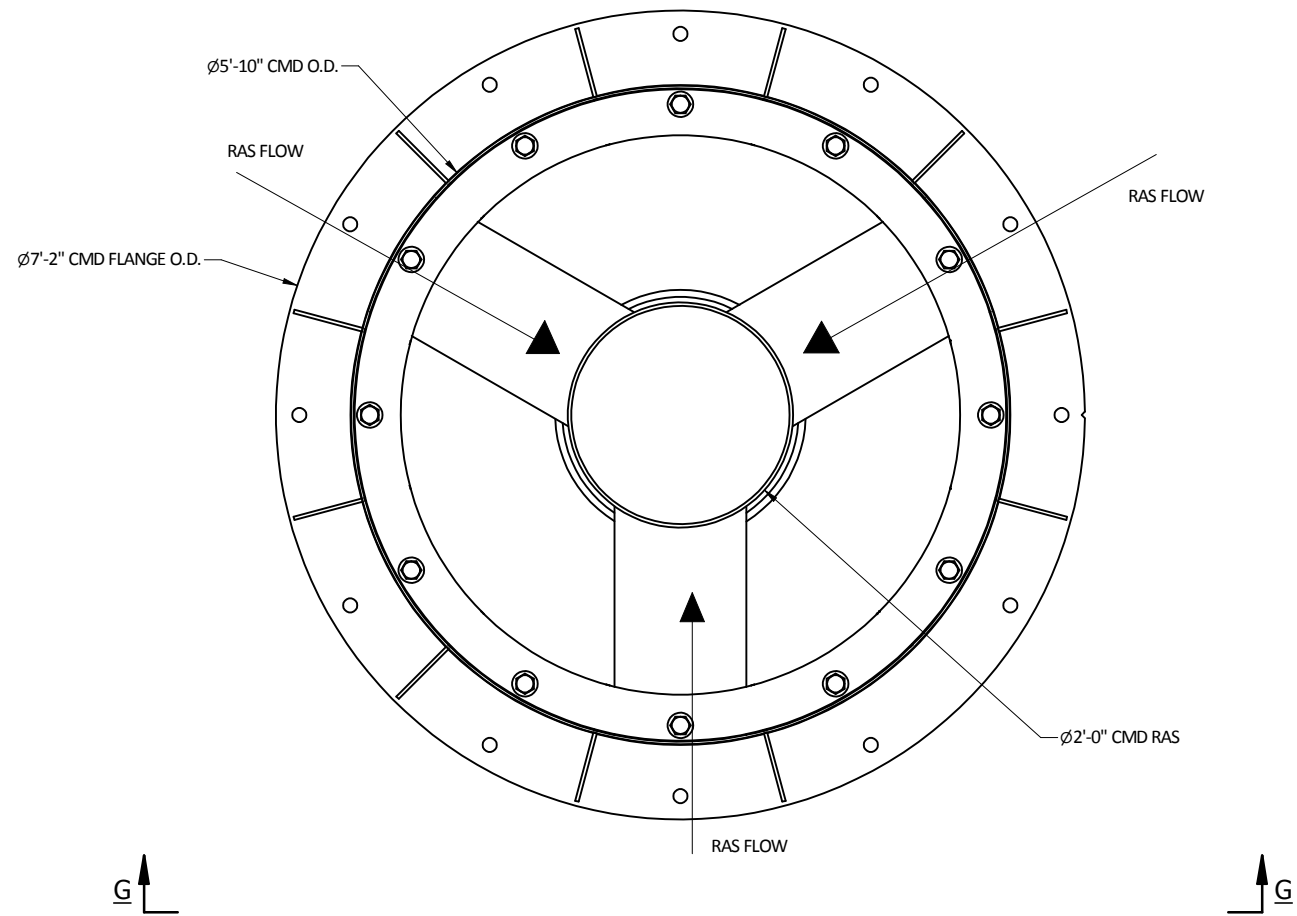 Ø5'-10" CMD O.D.
RAS FLOW
RAS FLOW
Ø7'-2" CMD FLANGE O.D.
Ø2'-0" CMD RAS
RAS FLOW
G
G